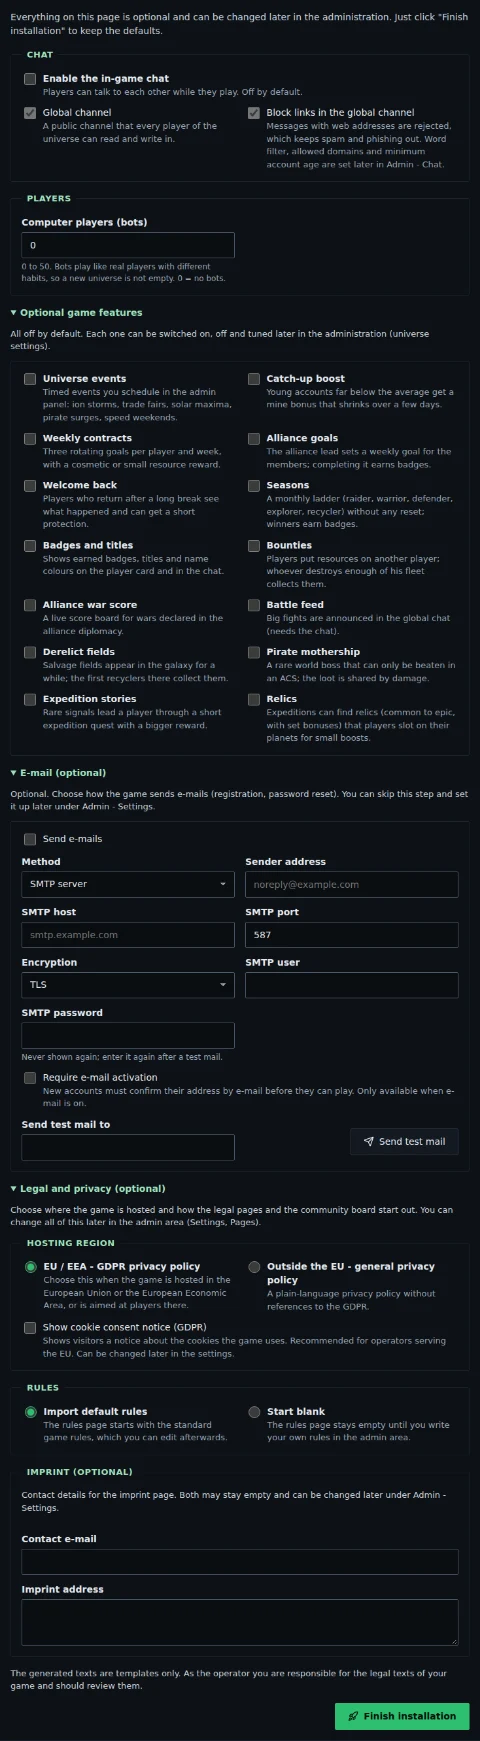 Everything on this page is optional and can be changed later in the administration. Just click "Finish
installation" to keep the defaults.
CHAT
Enable the in-game chat
Players can talk to each other while they play. Off by default.
Global channel
A public channel that every player of the
universe can read and write in.
Block links in the global channel
Messages with web addresses are rejected,
which keeps spam and phishing out. Word
filter, allowed domains and minimum
account age are set later in Admin - Chat.
PLAYERS
Computer players (bots)
0
0 to 50. Bots play like real players with different
habits, so a new universe is not empty. 0 = no bots.
▼ Optional game features
All off by default. Each one can be switched on, off and tuned later in the administration (universe
settings).
Universe events
Timed events you schedule in the admin
panel: ion storms, trade fairs, solar maxima,
pirate surges, speed weekends.
Catch-up boost
Young accounts far below the average get a
mine bonus that shrinks over a few days.
Weekly contracts
Three rotating goals per player and week,
with a cosmetic or small resource reward.
Alliance goals
The alliance lead sets a weekly goal for the
members; completing it earns badges.
Welcome back
Players who return after a long break see
what happened and can get a short
protection.
Seasons
A monthly ladder (raider, warrior, defender,
explorer, recycler) without any reset;
winners earn badges.
Badges and titles
Shows earned badges, titles and name
colours on the player card and in the chat.
Bounties
Players put resources on another player;
whoever destroys enough of his fleet
collects them.
Alliance war score
A live score board for wars declared in the
alliance diplomacy.
Battle feed
Big fights are announced in the global chat
(needs the chat).
Derelict fields
Salvage fields appear in the galaxy for a
while; the first recyclers there collect them.
Pirate mothership
A rare world boss that can only be beaten in
an ACS; the loot is shared by damage.
Expedition stories
Rare signals lead a player through a short
expedition quest with a bigger reward.
Relics
Expeditions can find relics (common to epic,
with set bonuses) that players slot on their
planets for small boosts.
▼ E-mail (optional)
Optional. Choose how the game sends e-mails (registration, password reset). You can skip this step and set
it up later under Admin - Settings.
Send e-mails
Method
SMTP server
Sender address
noreply@example.com
SMTP host
smtp.example.com
SMTP port
587
Encryption
TLS
SMTP user
SMTP password
Never shown again; enter it again after a test mail.
Require e-mail activation
New accounts must confirm their address by e-mail before they can play. Only available when e-
mail is on.
Send test mail to
Send test mail
▼ Legal and privacy (optional)
Choose where the game is hosted and how the legal pages and the community board start out. You can
change all of this later in the admin area (Settings, Pages).
HOSTING REGION
EU / EEA - GDPR privacy policy
Choose this when the game is hosted in the
European Union or the European Economic
Area, or is aimed at players there.
Outside the EU - general privacy
policy
A plain-language privacy policy without
references to the GDPR.
Show cookie consent notice (GDPR)
Shows visitors a notice about the cookies the game uses. Recommended for operators serving
the EU. Can be changed later in the settings.
RULES
Import default rules
The rules page starts with the standard
game rules, which you can edit afterwards.
Start blank
The rules page stays empty until you write
your own rules in the admin area.
IMPRINT (OPTIONAL)
Contact details for the imprint page. Both may stay empty and can be changed later under Admin -
Settings.
Contact e-mail
Imprint address
The generated texts are templates only. As the operator you are responsible for the legal texts of your
game and should review them.
Finish installation